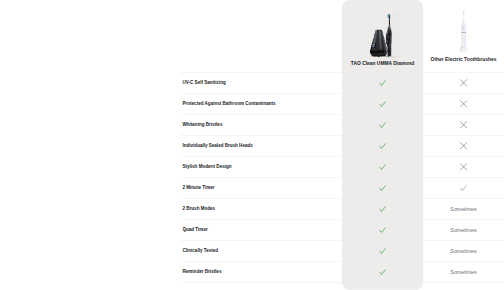 TAO Clean UMMA Diamond
Other Electric Toothbrushes
UV-C Self Sanitizing
Protected Against Bathroom Contaminants
Whitening Bristles
Individually Sealed Brush Heads
Stylish Modern Design
2 Minute Timer
2 Brush Modes Sometimes
Quad Timer Sometimes
Clinically Tested Sometimes
Reminder Bristles Sometimes